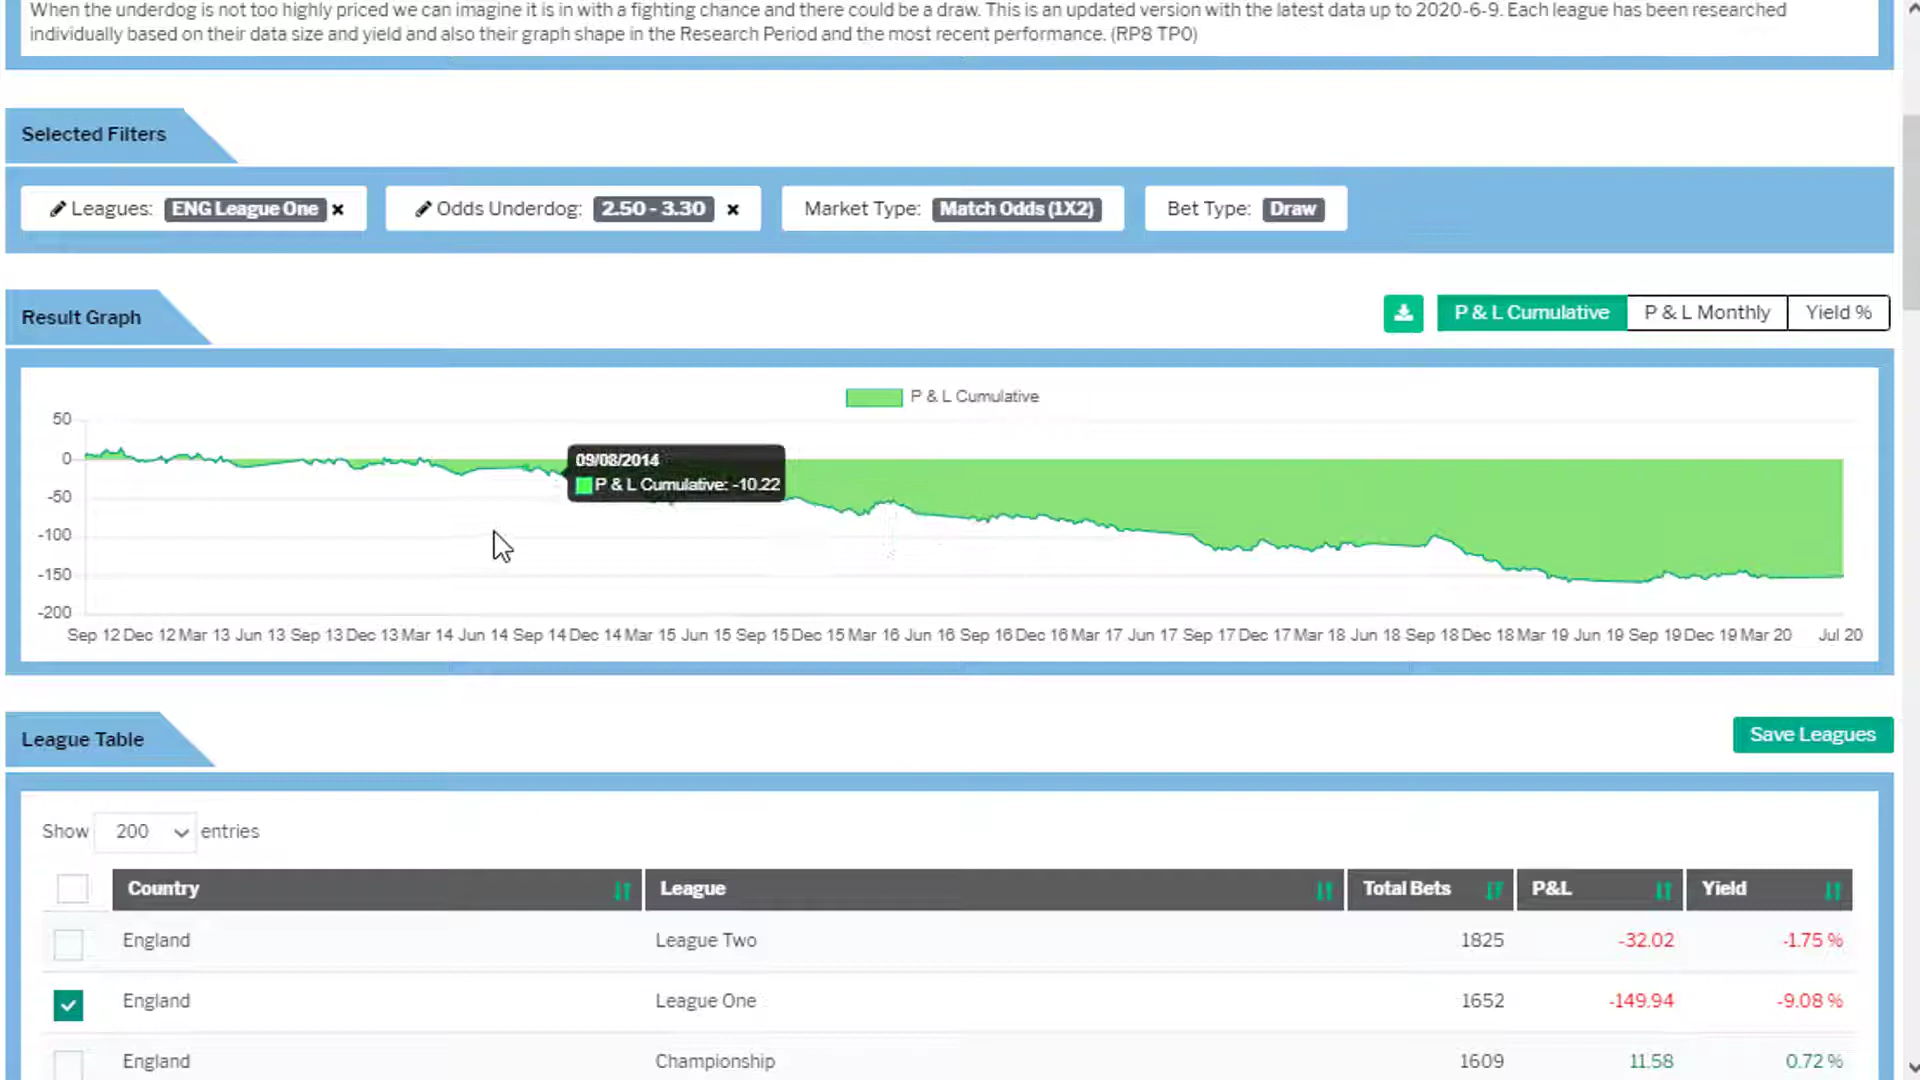 When the underdog is not too highly priced we can imagine it is in with a fighting chance and there could be a draw. This is an updated version with the latest data up to 2020-6-9. Each league has been researched
individually based on their data size and yield and also their graph shape in the Research Period and the most recent performance. (RP8 TP0)
Selected Filters
Leagues: ENG League One
Odds Underdog: 2.50 - 3.30
Market Type: Match Odds (1X2)
Bet Type: Draw
Result Graph
P & L Cumulative P & L Monthly Yield %
P & L Cumulative
50
0
-50
-100
-150
-200
09/08/2014
P & L Cumulative: -10.22
Sep 12 Dec 12 Mar 13 Jun 13 Sep 13 Dec 13 Mar 14 Jun 14 Sep 14 Dec 14 Mar 15 Jun 15 Sep 15 Dec 15 Mar 16 Jun 16 Sep 16 Dec 16 Mar 17 Jun 17 Sep 17 Dec 17 Mar 18 Jun 18 Sep 18 Dec 18 Mar 19 Jun 19 Sep 19 Dec 19 Mar 20 Jul 20
League Table
Save Leagues
Show 200 entries
Country League Total Bets P&L Yield
England League Two 1825 -32.02 -1.75 %
England League One 1652 -149.94 -9.08 %
England Championship 1609 11.58 0.72 %